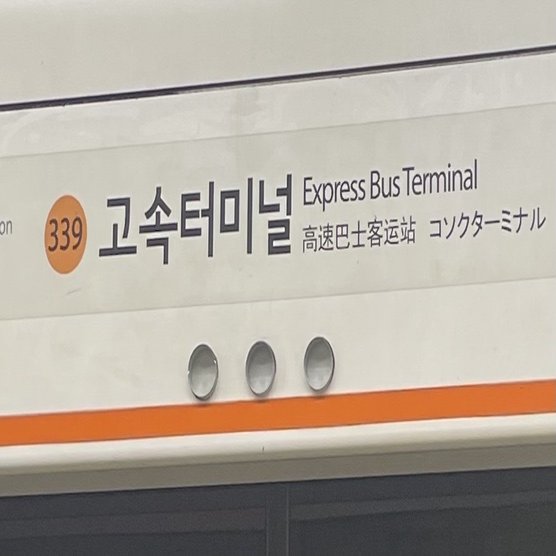 339 고속터미널 Express Bus Terminal
高速巴士客运站 コソクターミナル